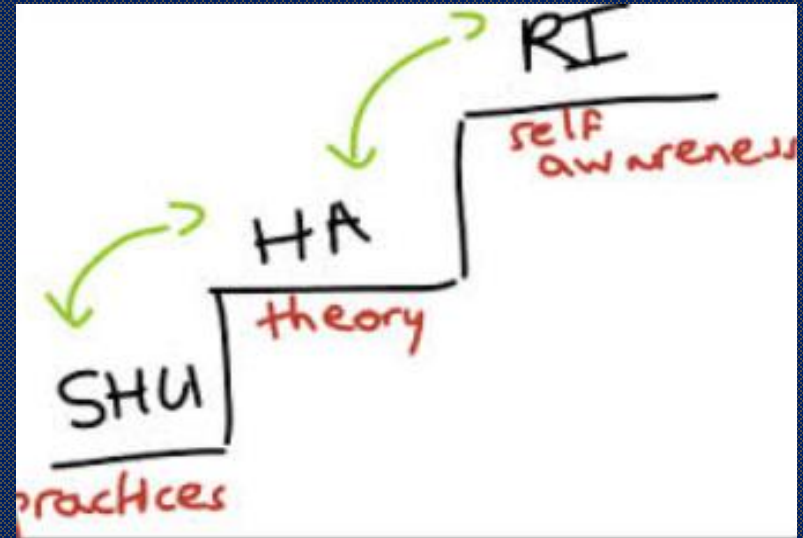 RI
self
awareness
HA
theory
SHU
practices